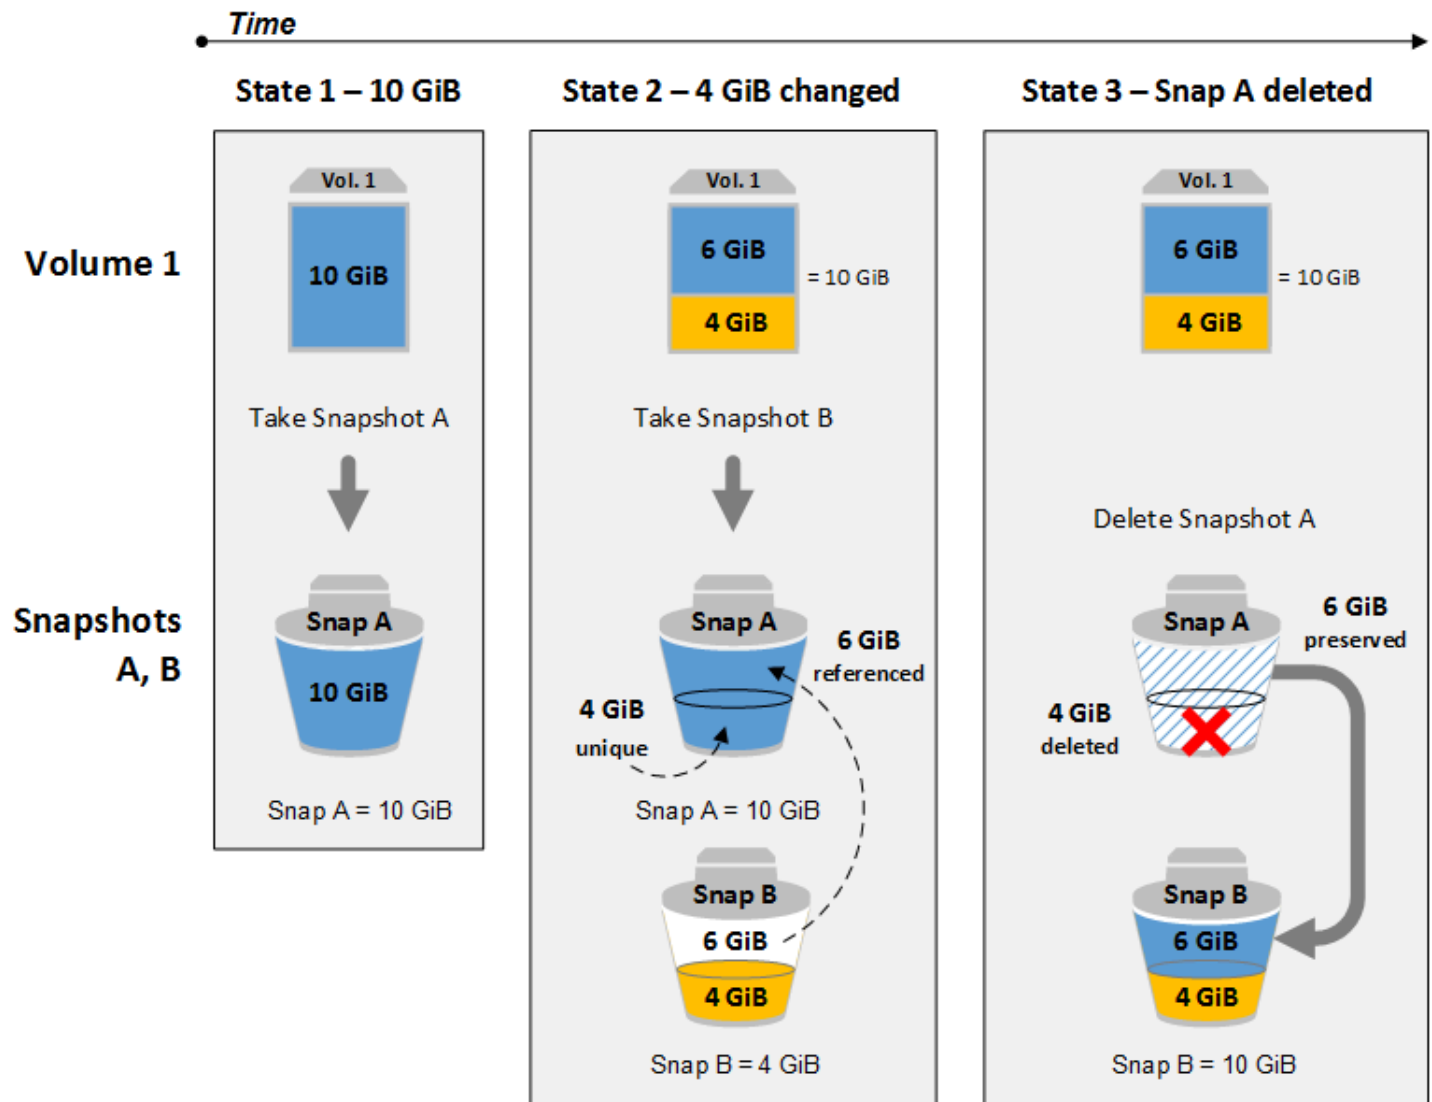 Time
State 1 – 10 GiB
State 2 – 4 GiB changed
State 3 – Snap A deleted
Volume 1
Vol. 1
10 GiB
Vol. 1
6 GiB
4 GiB
= 10 GiB
Vol. 1
6 GiB
4 GiB
= 10 GiB
Take Snapshot A
Take Snapshot B
Delete Snapshot A
Snapshots
A, B
Snap A
10 GiB
Snap A = 10 GiB
Snap A
6 GiB
referenced
4 GiB
unique
Snap A = 10 GiB
Snap B
6 GiB
4 GiB
Snap B = 4 GiB
Snap A
6 GiB
preserved
4 GiB
deleted
Snap B
6 GiB
4 GiB
Snap B = 10 GiB